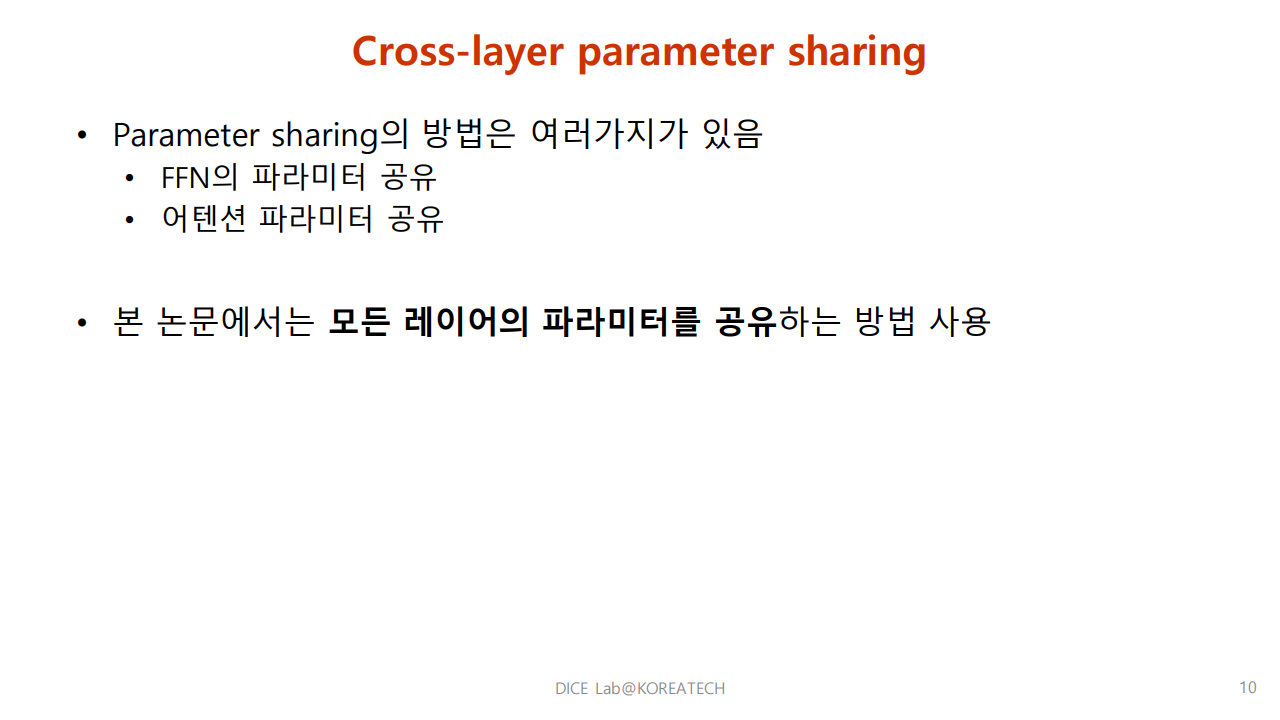 Cross-layer parameter sharing
• Parameter sharing의 방법은 여러가지가 있음
• FFN의 파라미터 공유
• 어텐션 파라미터 공유
• 본 논문에서는 모든 레이어의 파라미터를 공유하는 방법 사용
DICE Lab@KOREATECH
10